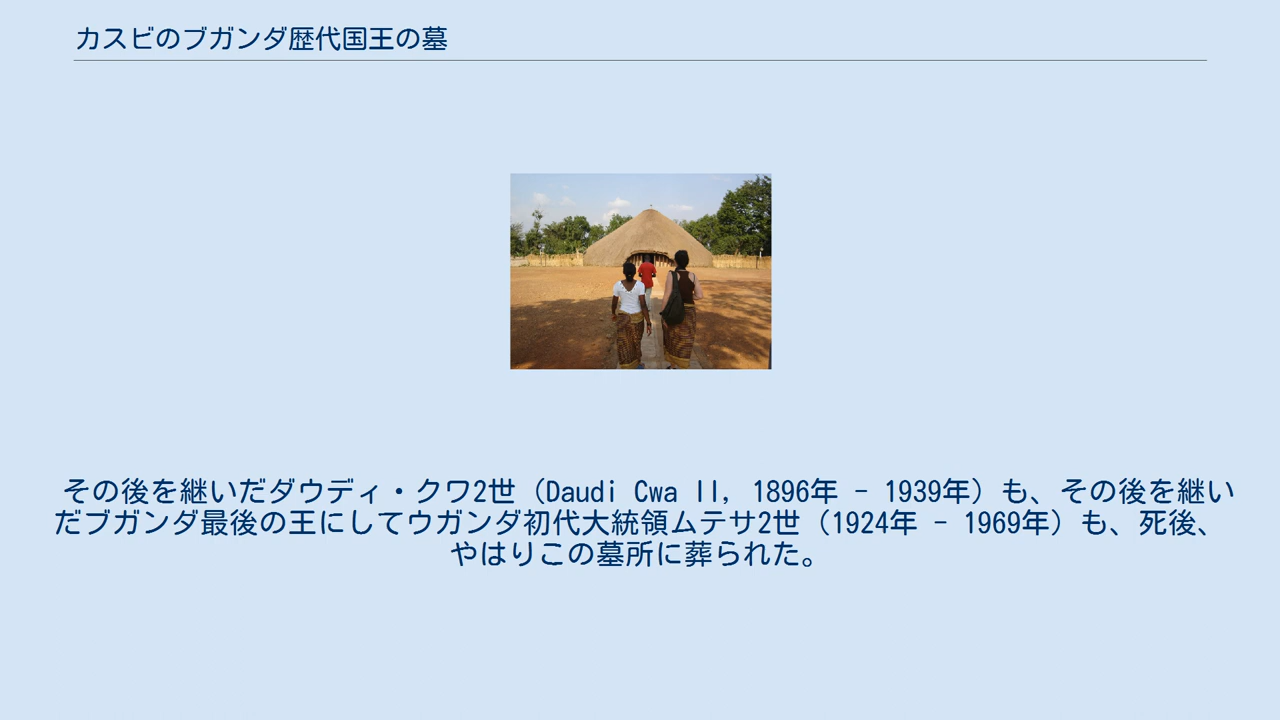 カスビのブガンダ歴代国王の墓
その後を継いだダウディ・クワ2世（Daudi Cwa II, 1896年 - 1939年）も、その後を継い
だブガンダ最後の王にしてウガンダ初代大統領ムテサ2世（1924年 - 1969年）も、死後、
やはりこの墓所に葬られた。